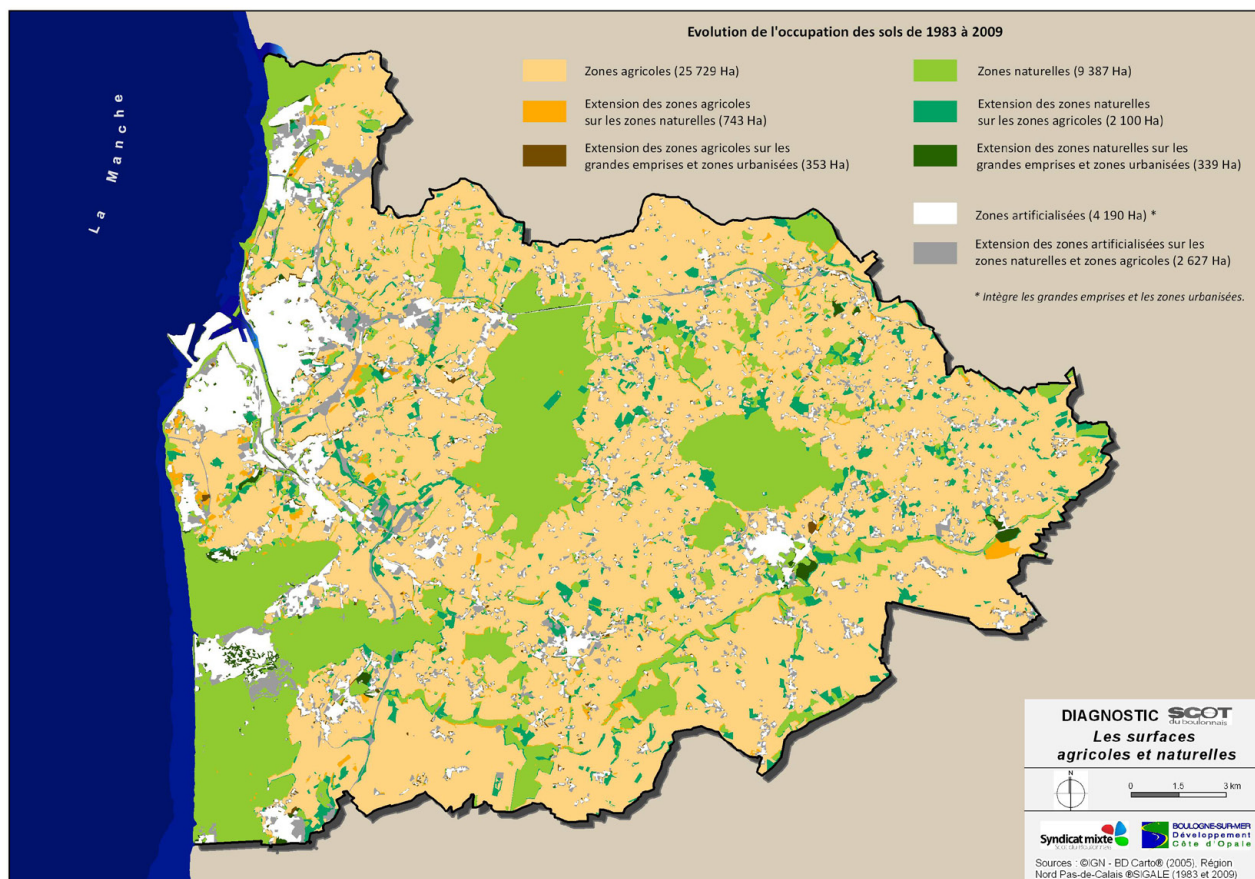 Evolution de l'occupation des sols de 1983 à 2009
Zones agricoles (25 729 Ha)
Extension des zones agricoles
sur les zones naturelles (743 Ha)
Extension des zones agricoles sur les
grandes emprises et zones urbanisées (353 Ha)
Zones naturelles (9 387 Ha)
Extension des zones naturelles
sur les zones agricoles (2 100 Ha)
Extension des zones naturelles sur les
grandes emprises et zones urbanisées (339 Ha)
Zones artificialisées (4 190 Ha) *
Extension des zones artificialisées sur les
zones naturelles et zones agricoles (2 627 Ha)
* Intègre les grandes emprises et les zones urbanisées.
La Manche
DIAGNOSTIC SCOT
du boulonnais
Les surfaces
agricoles et naturelles
N
0 1.5 3 km
Syndicat mixte
Scot du Boulonnais
BOULOGNE-SUR-MER
Développement
Côte d'Opale
Sources : ©IGN - BD Carto® (2005), Région
Nord Pas-de-Calais ®SIGALE (1983 et 2009)